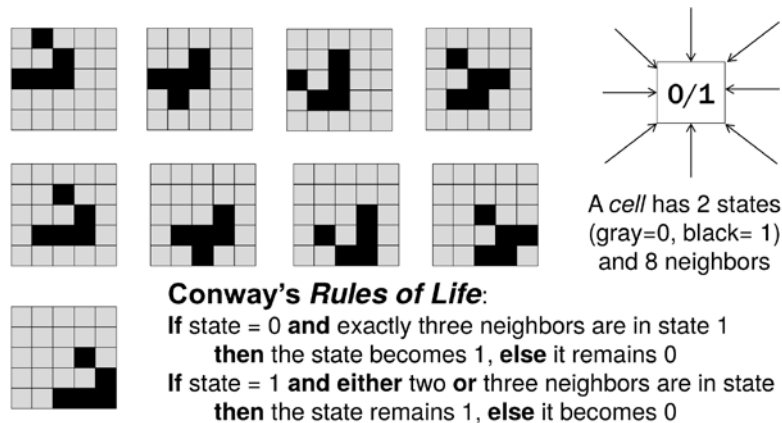 0/1
A cell has 2 states
(gray=0, black= 1)
and 8 neighbors
Conway's Rules of Life:
If state = 0 and exactly three neighbors are in state 1
then the state becomes 1, else it remains 0
If state = 1 and either two or three neighbors are in state
then the state remains 1, else it becomes 0